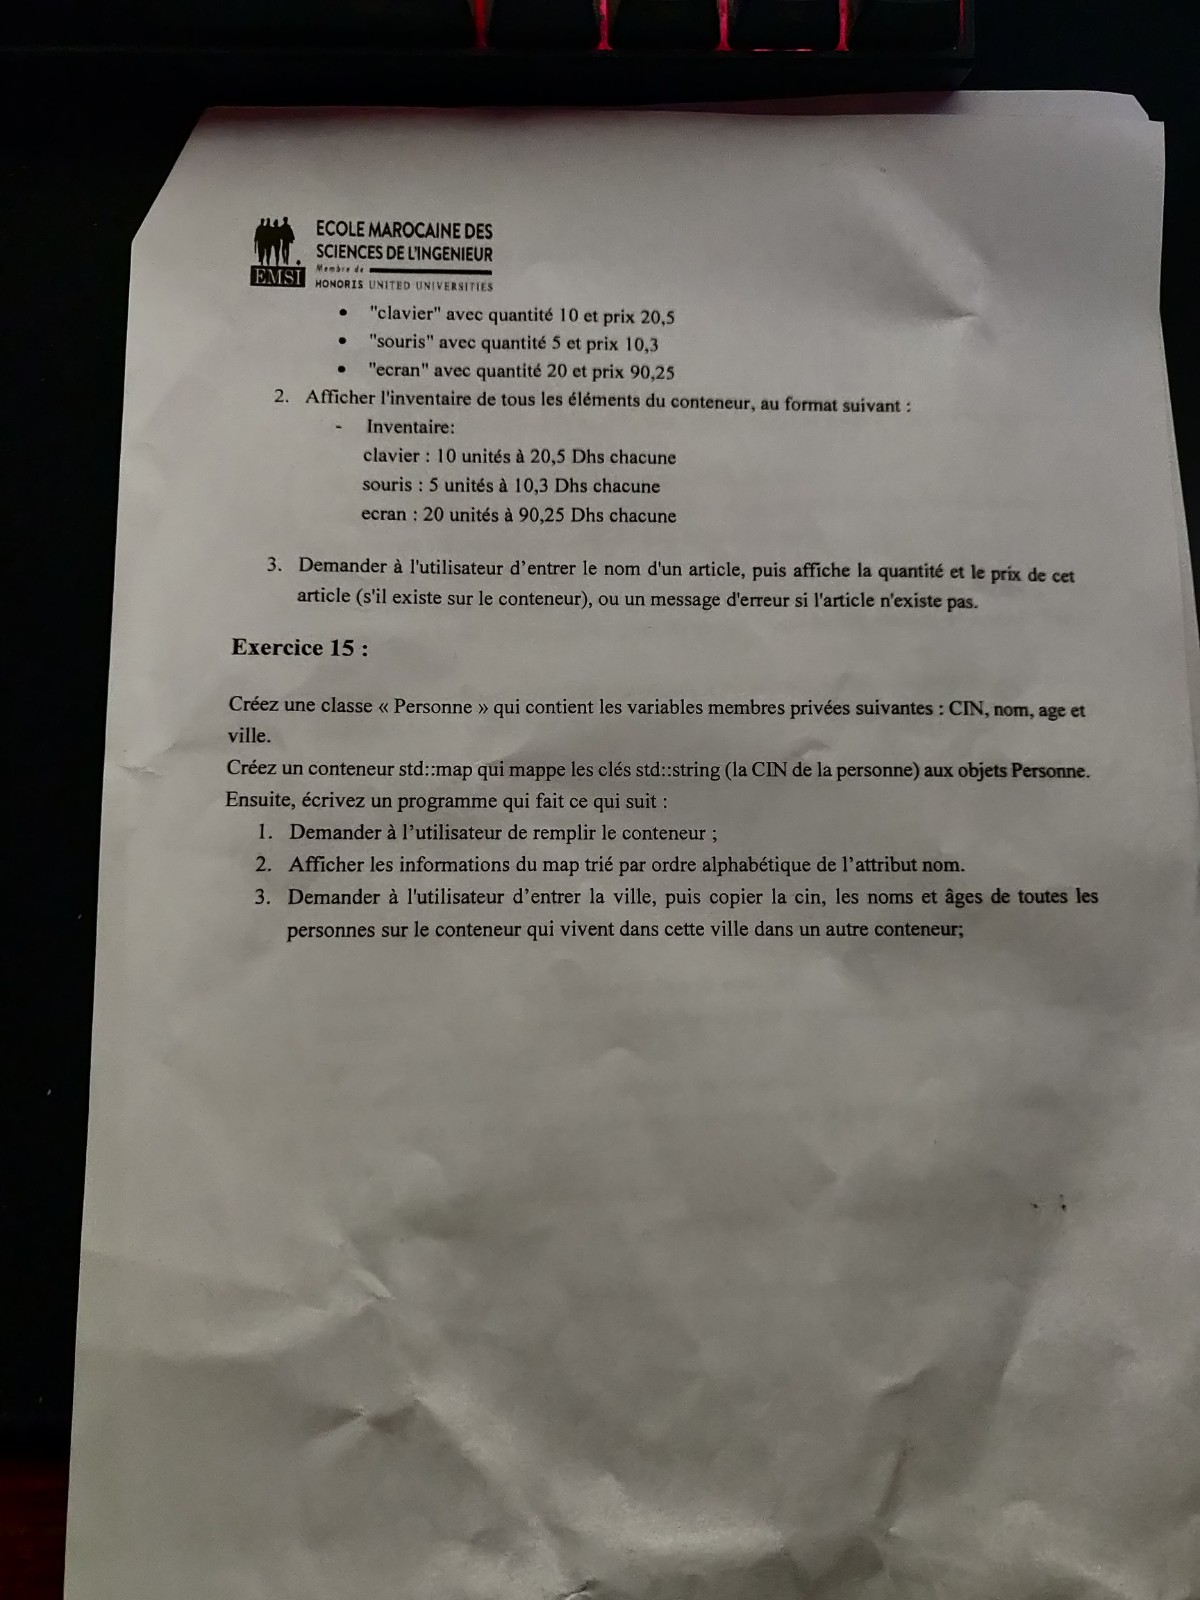 ECOLE MAROCAINE DES
SCIENCES DE L'INGENIEUR
Membre de
EMSI
HONORIS UNITED UNIVERSITIES
• "clavier" avec quantité 10 et prix 20,5
• "souris" avec quantité 5 et prix 10,3
• "ecran" avec quantité 20 et prix 90,25
2. Afficher l'inventaire de tous les éléments du conteneur, au format suivant :
- Inventaire:
clavier : 10 unités à 20,5 Dhs chacune
souris : 5 unités à 10,3 Dhs chacune
ecran : 20 unités à 90,25 Dhs chacune
3. Demander à l'utilisateur d’entrer le nom d'un article, puis affiche la quantité et le prix de cet
article (s'il existe sur le conteneur), ou un message d'erreur si l'article n'existe pas.
Exercice 15 :
Créez une classe « Personne » qui contient les variables membres privées suivantes : CIN, nom, age et
ville.
Créez un conteneur std::map qui mappe les clés std::string (la CIN de la personne) aux objets Personne.
Ensuite, écrivez un programme qui fait ce qui suit :
1. Demander à l’utilisateur de remplir le conteneur ;
2. Afficher les informations du map trié par ordre alphabétique de l’attribut nom.
3. Demander à l'utilisateur d’entrer la ville, puis copier la cin, les noms et âges de toutes les
personnes sur le conteneur qui vivent dans cette ville dans un autre conteneur;